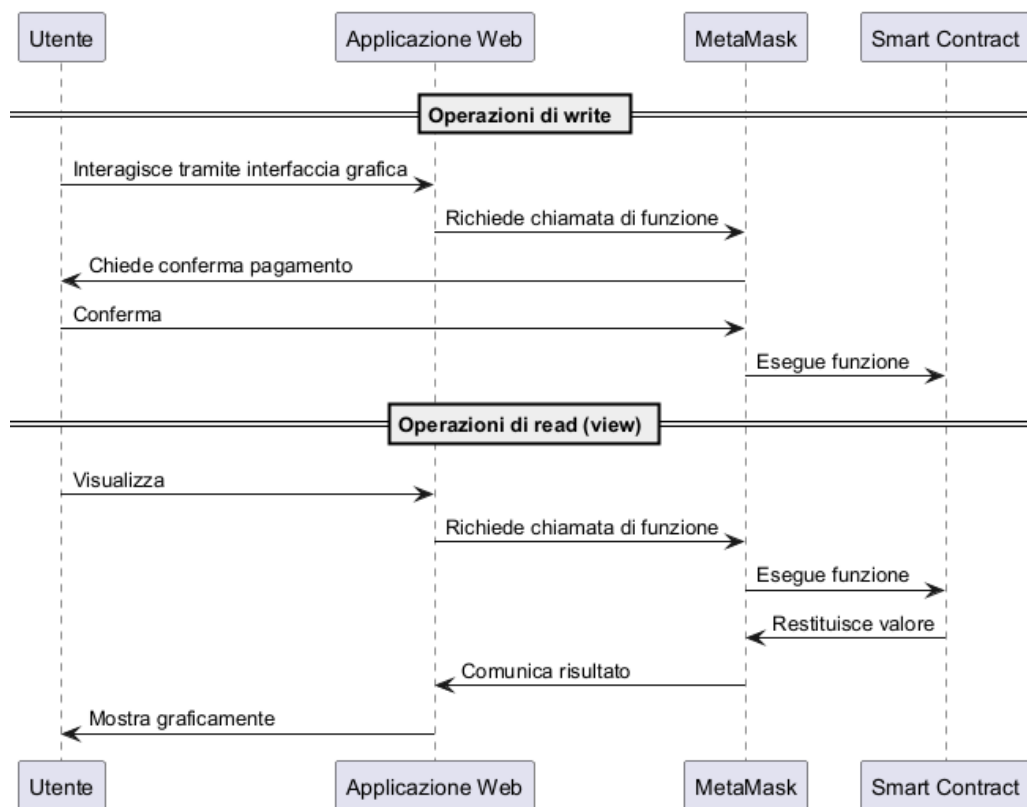 Utente
Applicazione Web
MetaMask
Smart Contract
Operazioni di write
Interagisce tramite interfaccia grafica
Richiede chiamata di funzione
Chiede conferma pagamento
Conferma
Esegue funzione
Operazioni di read (view)
Visualizza
Richiede chiamata di funzione
Esegue funzione
Restituisce valore
Comunica risultato
Mostra graficamente
Utente
Applicazione Web
MetaMask
Smart Contract